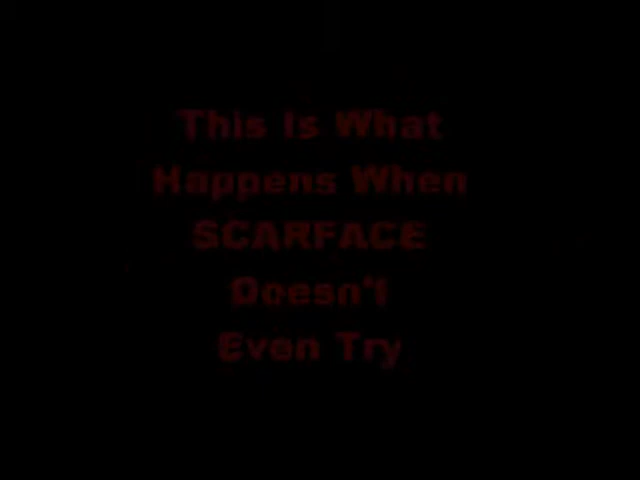 This Is What
Happens When
SCARFACE
Doesn't
Even Try